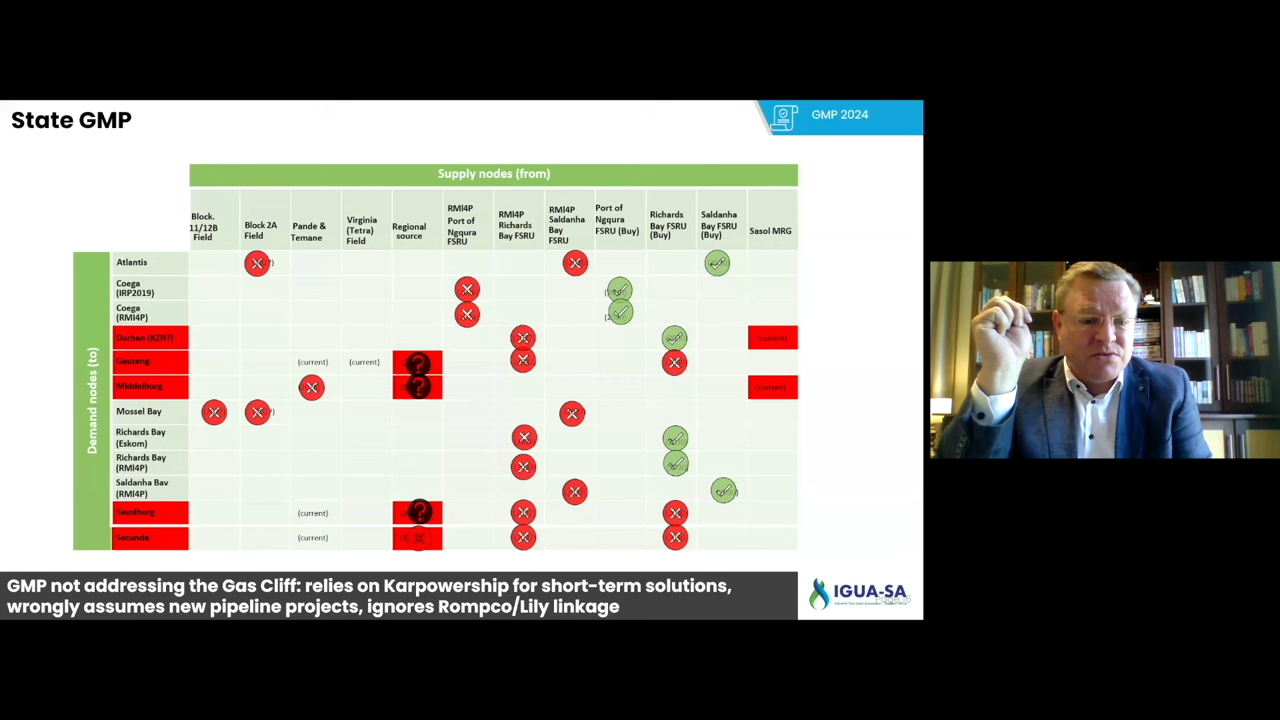 State GMP
GMP 2024
Supply nodes (from)
Block.
11/12B
Field
Block 2A
Field
Pande &
Temane
Virginia
(Tetra)
Field
Regional
source
RMI4P
Port of
Ngqura
FSRU
RMI4P
Richards
Bay FSRU
RMI4P
Saldanha
Bay
FSRU
Port of
Ngqura
FSRU (Buy)
Richards
Bay FSRU
(Buy)
Saldanha
Bay FSRU
(Buy)
Sasol MRG
Demand nodes (to)
Atlantis
Coega
(IRP2019)
Coega
(RMI4P)
Durban (KZN?)
(current)
Gauteng
(current)
(current)
?
Middelburg
?
(current)
Mossel Bay
Richards Bay
(Eskom)
Richards Bay
(RMI4P)
Saldanha Bay
(RMI4P)
Sasolburg
(current)
?
Secunda
(current)
GMP not addressing the Gas Cliff: relies on Karpowership for short-term solutions,
wrongly assumes new pipeline projects, ignores Rompco/Lily linkage
IGUA-SA